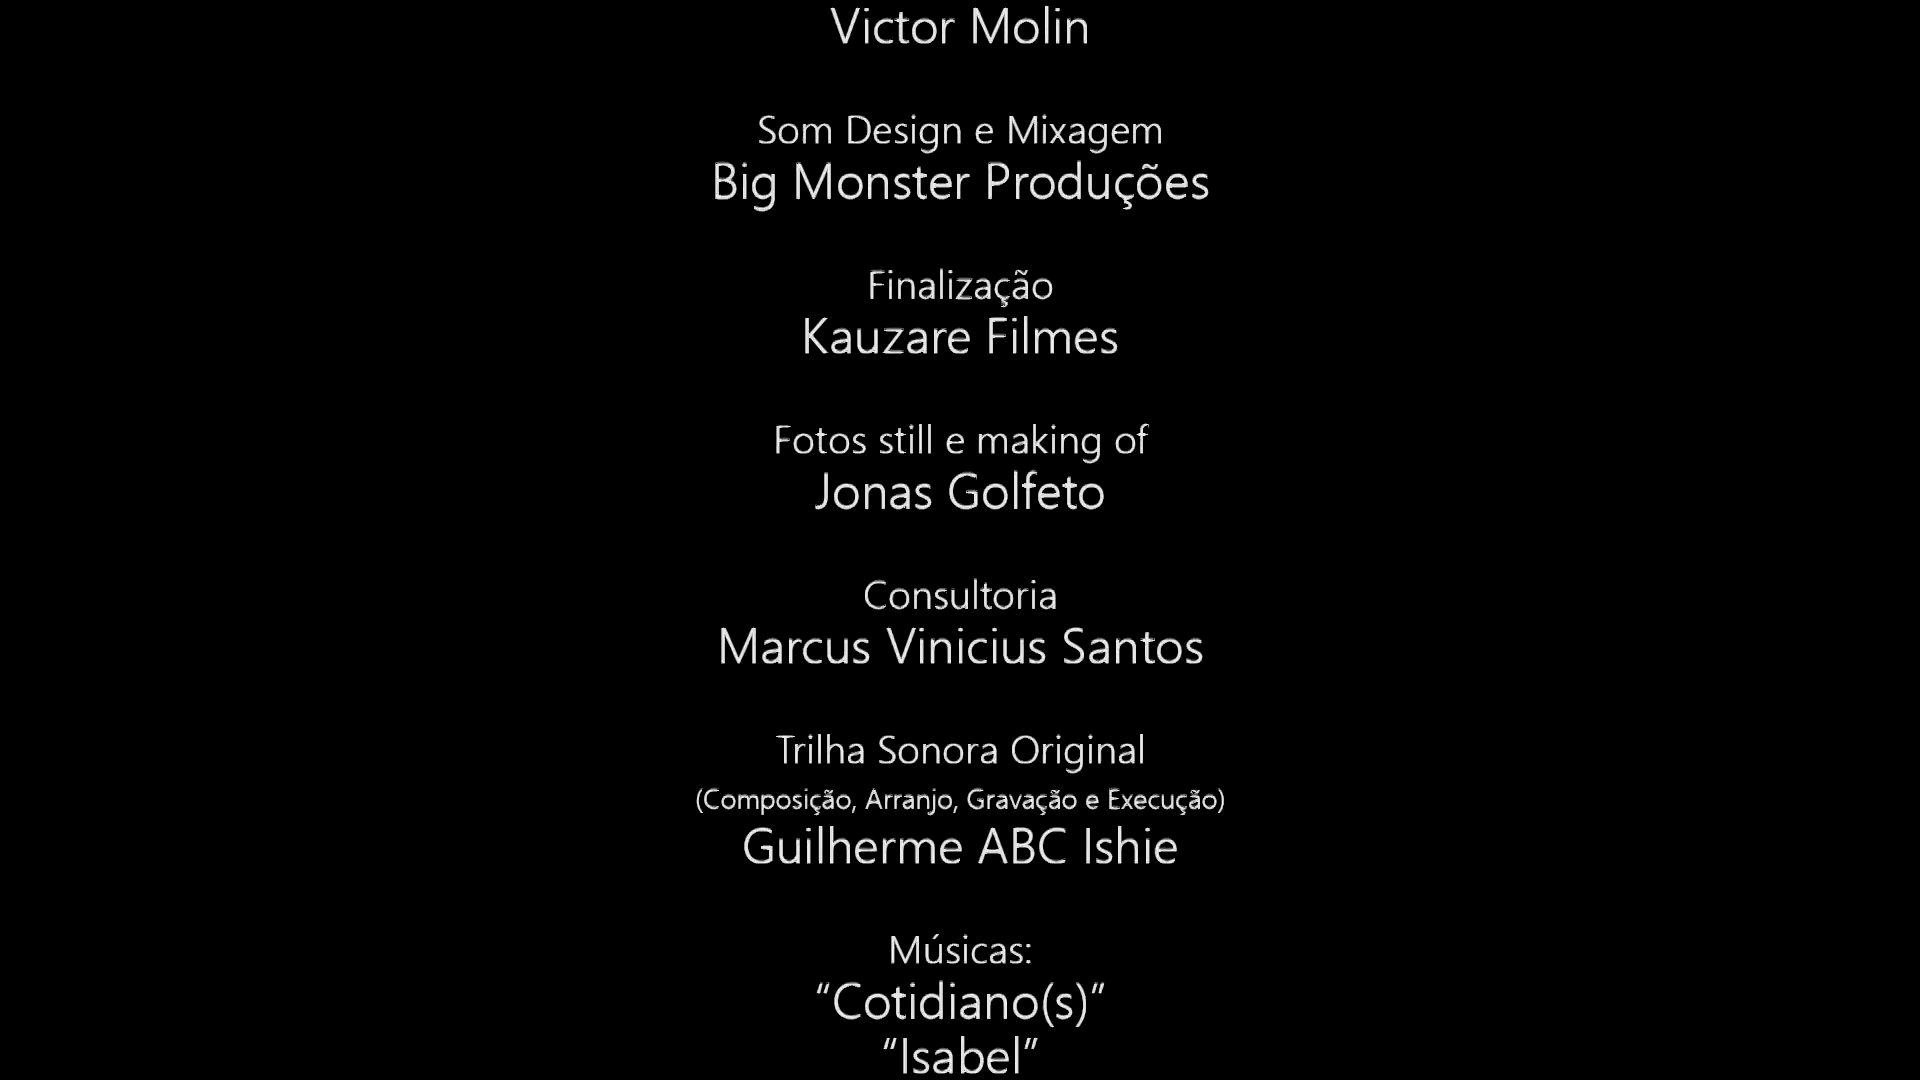 Victor Molin
Som Design e Mixagem
Big Monster Produções
Finalização
Kauzare Filmes
Fotos still e making of
Jonas Golfeto
Consultoria
Marcus Vinicius Santos
Trilha Sonora Original
(Composição, Arranjo, Gravação e Execução)
Guilherme ABC Ishie
Músicas:
“Cotidiano(s)”
“Isabel”